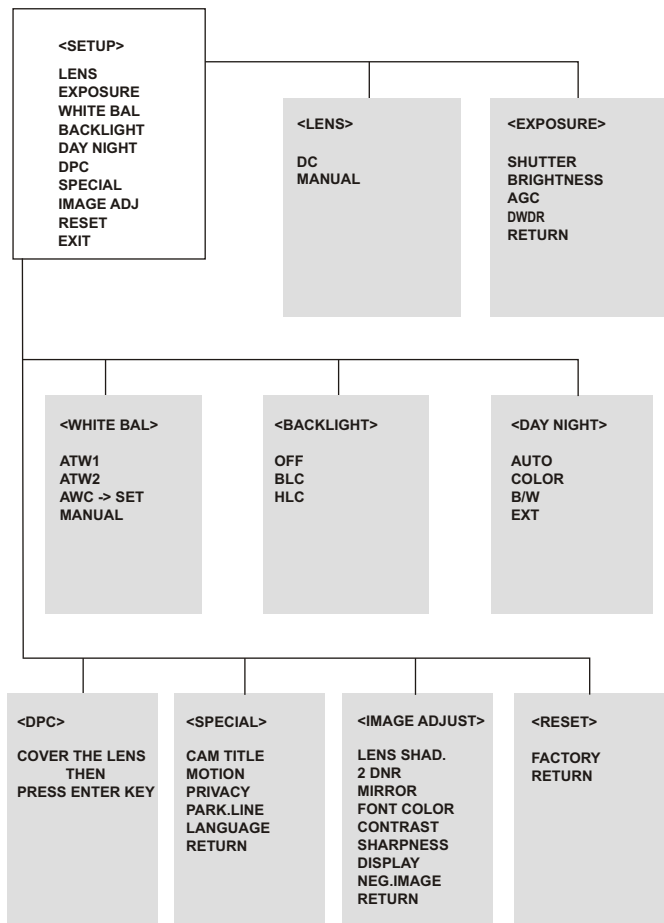 <SETUP>
LENS
EXPOSURE
WHITE BAL
BACKLIGHT
DAY NIGHT
DPC
SPECIAL
IMAGE ADJ
RESET
EXIT
<LENS>
DC
MANUAL
<EXPOSURE>
SHUTTER
BRIGHTNESS
AGC
DWDR
RETURN
<WHITE BAL>
ATW1
ATW2
AWC -> SET
MANUAL
<BACKLIGHT>
OFF
BLC
HLC
<DAY NIGHT>
AUTO
COLOR
B/W
EXT
<DPC>
COVER THE LENS
THEN
PRESS ENTER KEY
<SPECIAL>
CAM TITLE
MOTION
PRIVACY
PARK.LINE
LANGUAGE
RETURN
<IMAGE ADJUST>
LENS SHAD.
2 DNR
MIRROR
FONT COLOR
CONTRAST
SHARPNESS
DISPLAY
NEG.IMAGE
RETURN
<RESET>
FACTORY
RETURN